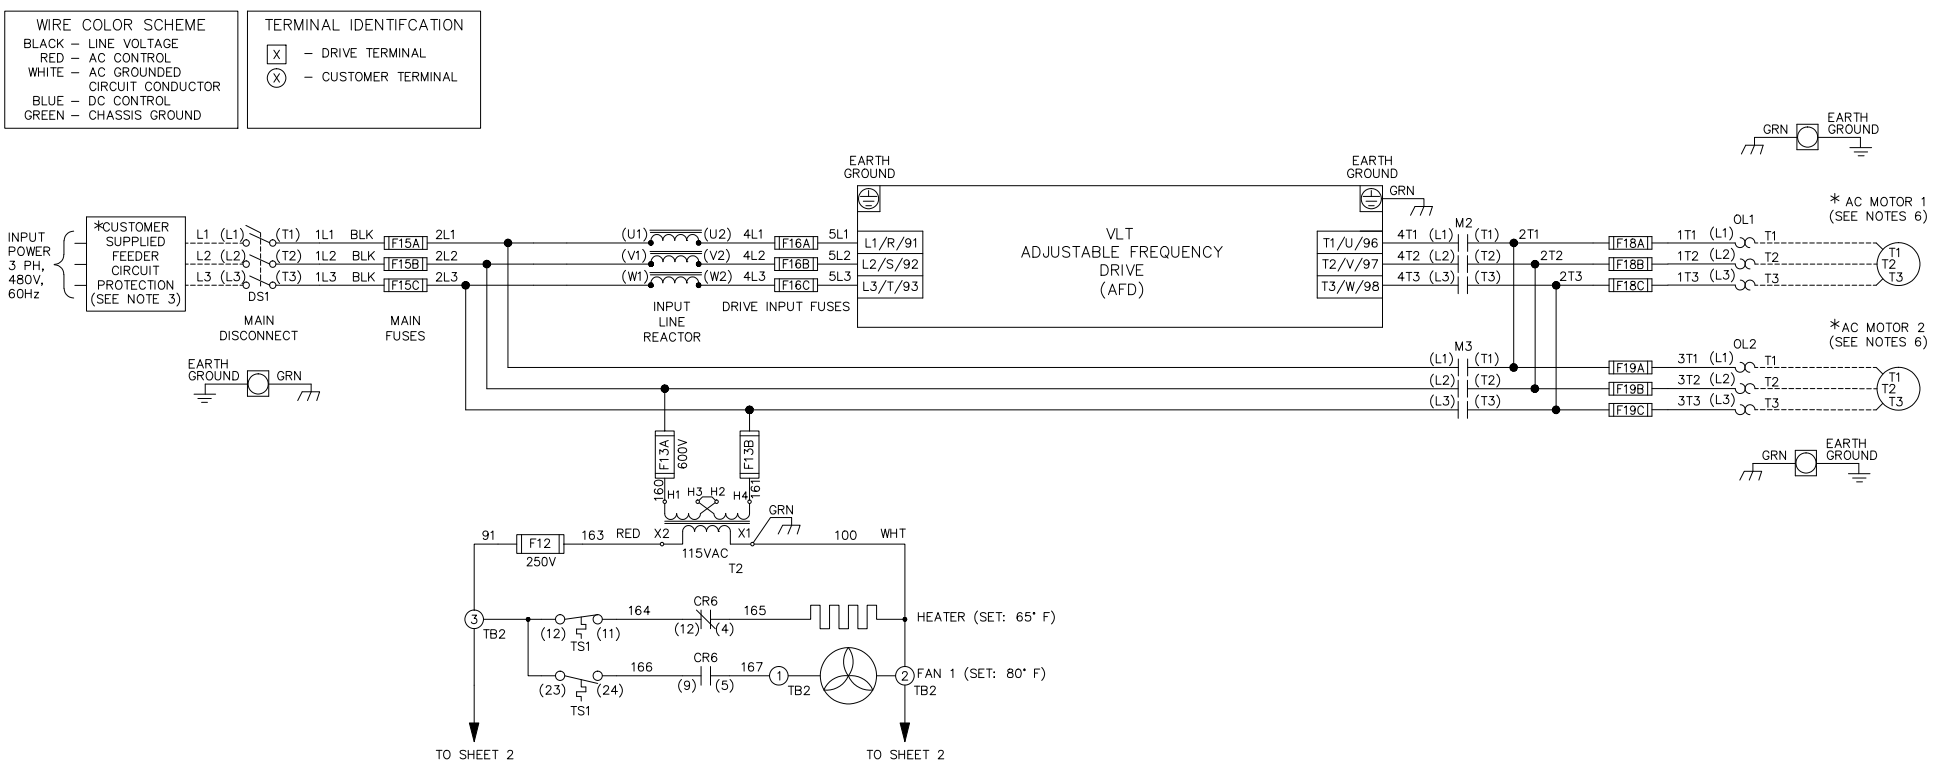 WIRE COLOR SCHEME
BLACK – LINE VOLTAGE
RED – AC CONTROL
WHITE – AC GROUNDED
CIRCUIT CONDUCTOR
BLUE – DC CONTROL
GREEN – CHASSIS GROUND
TERMINAL IDENTIFCATION
X – DRIVE TERMINAL
X – CUSTOMER TERMINAL
GRN
EARTH
GROUND
EARTH
GROUND
EARTH
GROUND
GRN
INPUT
POWER
3 PH,
480V,
60Hz
*CUSTOMER
SUPPLIED
FEEDER
CIRCUIT
PROTECTION
(SEE NOTE 3)
L1 (L1) (T1) 1L1 BLK F15A 2L1
L2 (L2) (T2) 1L2 BLK F15B 2L2
L3 (L3) (T3) 1L3 BLK F15C 2L3
DS1
MAIN
DISCONNECT
MAIN
FUSES
(U1) (U2) 4L1 F16A 5L1
(V1) (V2) 4L2 F16B 5L2
(W1) (W2) 4L3 F16C 5L3
INPUT
LINE
REACTOR
DRIVE INPUT FUSES
L1/R/91
L2/S/92
L3/T/93
VLT
ADJUSTABLE FREQUENCY
DRIVE
(AFD)
T1/U/96
T2/V/97
T3/W/98
M2
4T1 (L1) (T1) 2T1 F18A 1T1 (L1) T1
4T2 (L2) (T2) 2T2 F18B 1T2 (L2) T2
4T3 (L3) (T3) 2T3 F18C 1T3 (L3) T3
OL1
* AC MOTOR 1
(SEE NOTES 6)
T1
T2
T3
EARTH
GROUND
GRN
M3
(L1) (T1) F19A 3T1 (L1) T1
(L2) (T2) F19B 3T2 (L2) T2
(L3) (T3) F19C 3T3 (L3) T3
OL2
*AC MOTOR 2
(SEE NOTES 6)
T1
T2
T3
GRN
EARTH
GROUND
F13A
600V
F13B
160
H1 H3 H2 H4
161
GRN
91 F12 163 RED X2 X1 100 WHT
250V
115VAC
T2
3
TB2
(12) (11)
TS1
164
CR6
(12) (4)
165
HEATER (SET: 65° F)
(23) (24)
TS1
166
CR6
(9) (5)
167
1
TB2
2
TB2
FAN 1 (SET: 80° F)
TO SHEET 2
TO SHEET 2